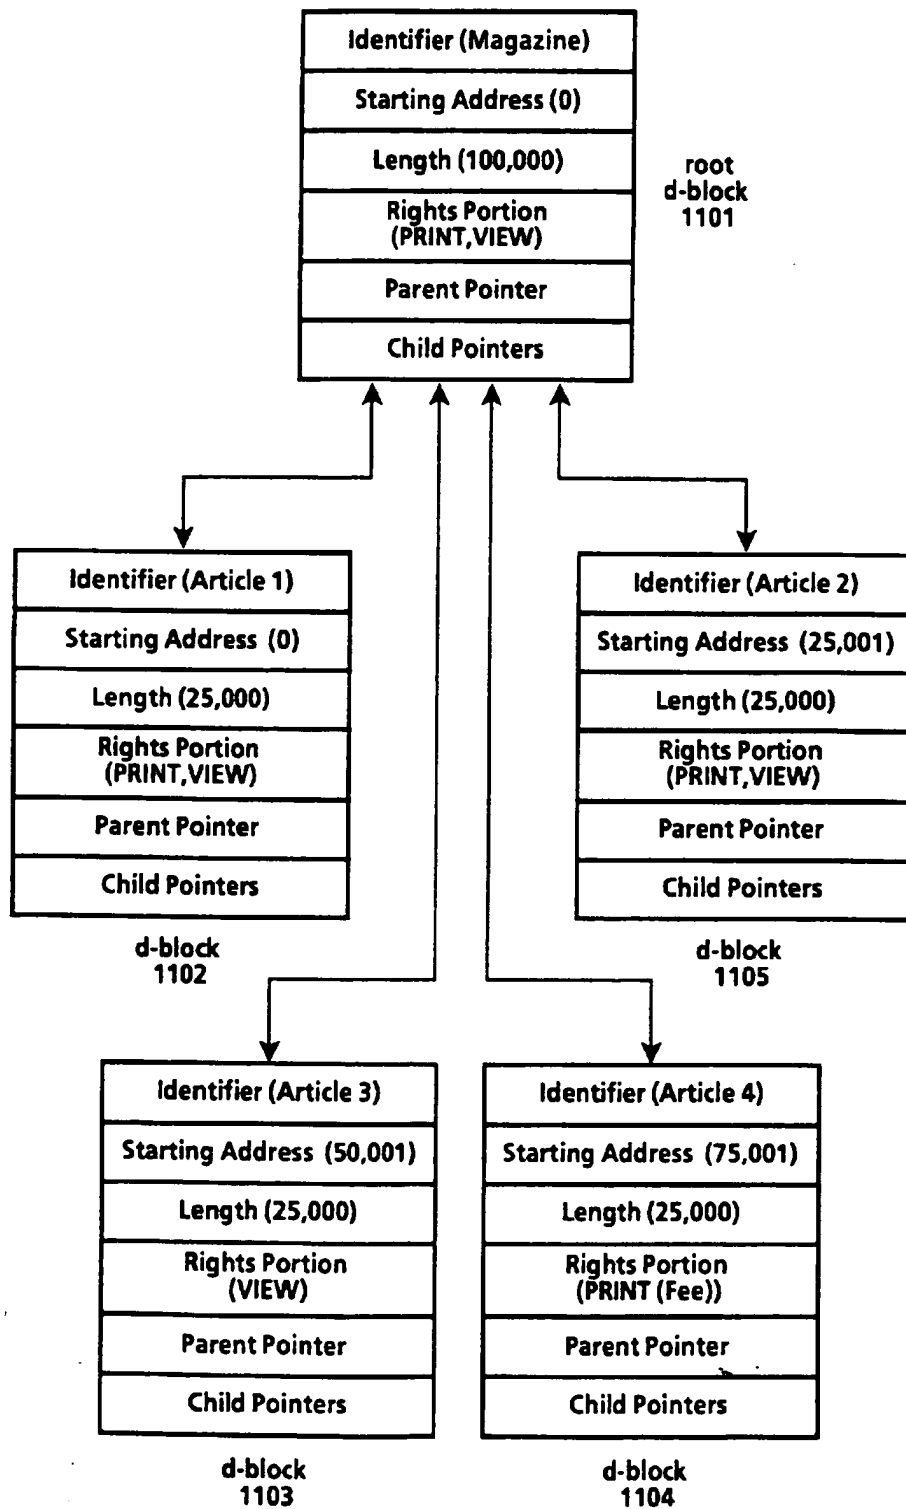 Identifier (Magazine)
Starting Address (0)
Length (100,000)
Rights Portion
(PRINT,VIEW)
Parent Pointer
Child Pointers
root
d-block
1101
Identifier (Article 1)
Starting Address (0)
Length (25,000)
Rights Portion
(PRINT,VIEW)
Parent Pointer
Child Pointers
d-block
1102
Identifier (Article 2)
Starting Address (25,001)
Length (25,000)
Rights Portion
(PRINT,VIEW)
Parent Pointer
Child Pointers
d-block
1105
Identifier (Article 3)
Starting Address (50,001)
Length (25,000)
Rights Portion
(VIEW)
Parent Pointer
Child Pointers
d-block
1103
Identifier (Article 4)
Starting Address (75,001)
Length (25,000)
Rights Portion
(PRINT (Fee))
Parent Pointer
Child Pointers
d-block
1104